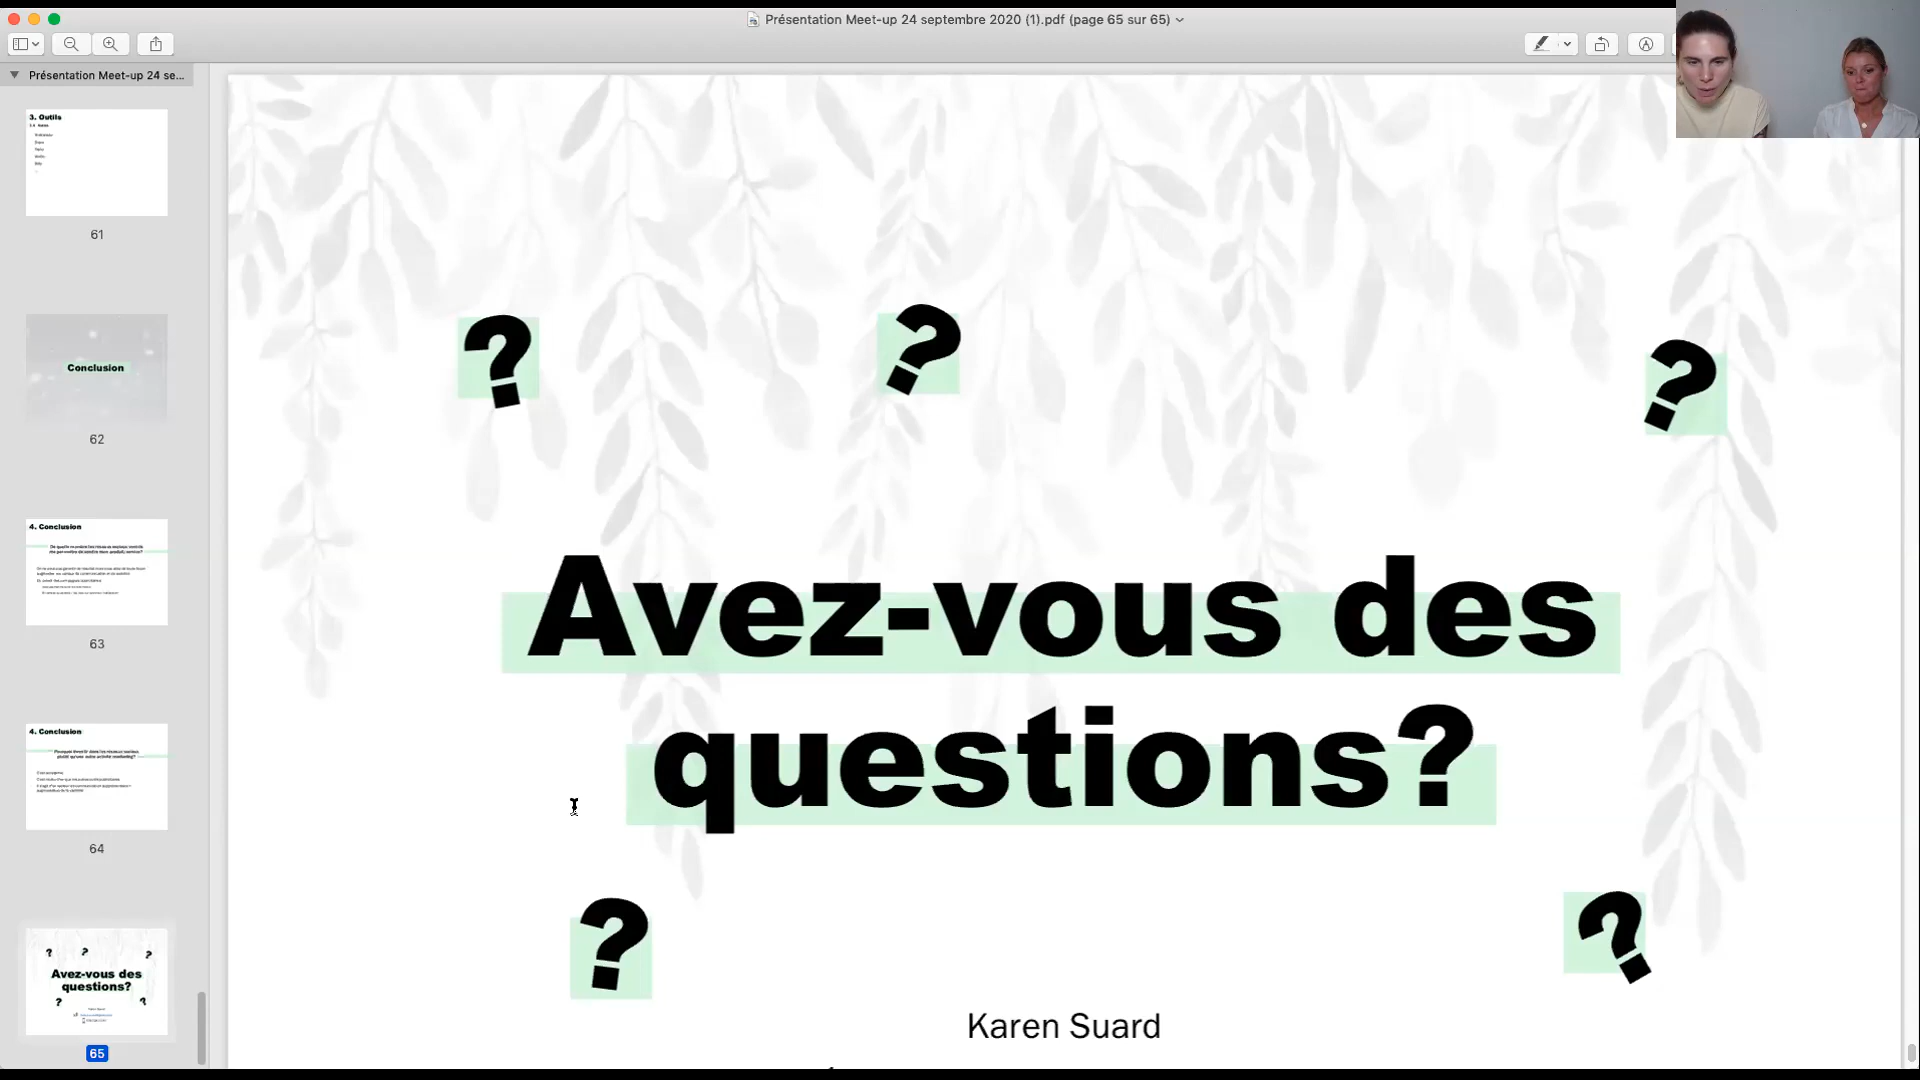 Présentation Meet-up 24 septembre 2020 (1).pdf (page 65 sur 65)
Présentation Meet-up 24 se...
3. Outils
61
Conclusion
62
4. Conclusion
63
4. Conclusion
64
? ? ?
Avez-vous des
questions?
? ?
65
?
?
?
Avez-vous des
questions?
?
?
Karen Suard